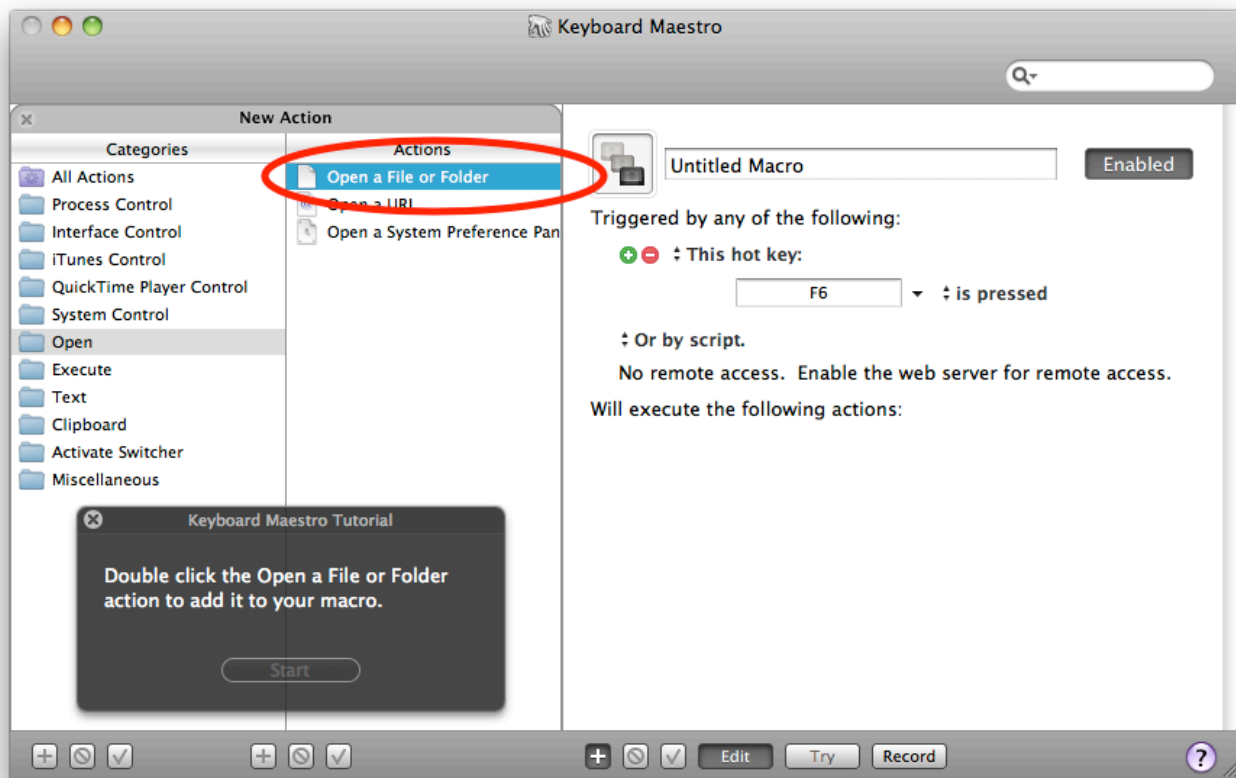 Keyboard Maestro
New Action
Categories
Actions
All Actions
Process Control
Interface Control
iTunes Control
QuickTime Player Control
System Control
Open
Execute
Text
Clipboard
Activate Switcher
Miscellaneous
Open a File or Folder
Open a URL
Open a System Preference Pan
Keyboard Maestro Tutorial
Double click the Open a File or Folder
action to add it to your macro.
Start
Untitled Macro
Enabled
Triggered by any of the following:
This hot key:
F6
is pressed
Or by script.
No remote access. Enable the web server for remote access.
Will execute the following actions:
Edit
Try
Record
?